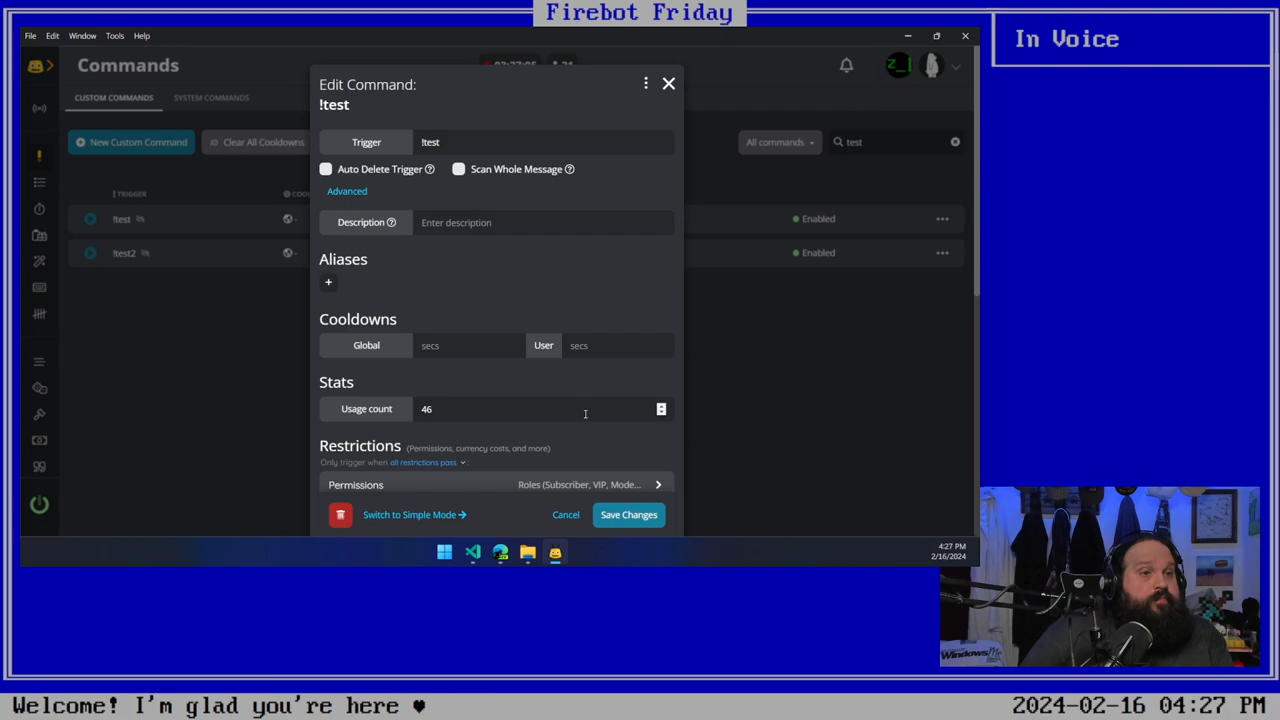 Firebot Friday
In Voice
File Edit Window Tools Help
Commands
CUSTOM COMMANDS SYSTEM COMMANDS
New Custom Command Clear All Cooldowns All commands test
TRIGGER
!test Enabled
!test2 Enabled
Edit Command:
!test
Trigger !test
Auto Delete Trigger Scan Whole Message
Advanced
Description Enter description
Aliases
+
Cooldowns
Global secs User secs
Stats
Usage count 46
Restrictions (Permissions, currency costs, and more)
Only trigger when all restrictions pass :
Permissions Roles (Subscriber, VIP, Mode...
Switch to Simple Mode Cancel Save Changes
4:27 PM
2/16/2024
Welcome! I'm glad you're here ♥ 2024-02-16 04:27 PM